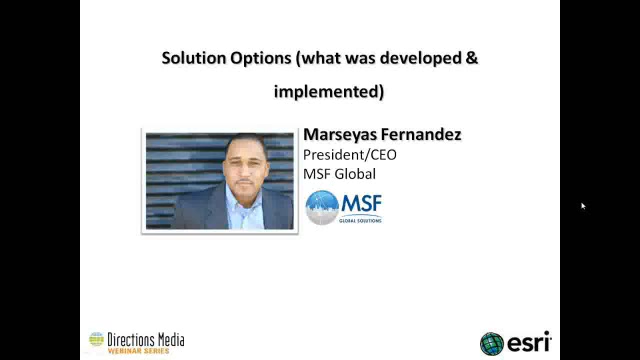 Solution Options (what was developed &
implemented)
Marseyas Fernandez
President/CEO
MSF Global
MSF
GLOBAL SOLUTIONS
Directions Media
WEBINAR SERIES
esri